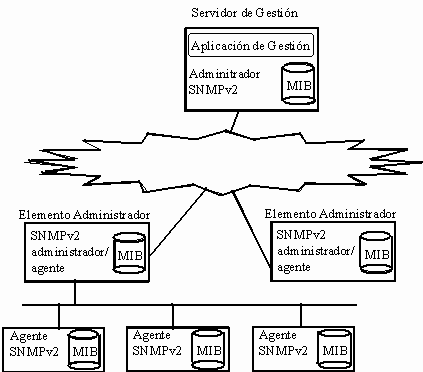 Servidor de Gestión
Aplicación de Gestión
Adminitrador
SNMPv2
MIB
Elemento Administrador
SNMPv2
administrador/
agente
MIB
Elemento Administrador
SNMPv2
administrador/
agente
MIB
Agente
SNMPv2
MIB
Agente
SNMPv2
MIB
Agente
SNMPv2
MIB